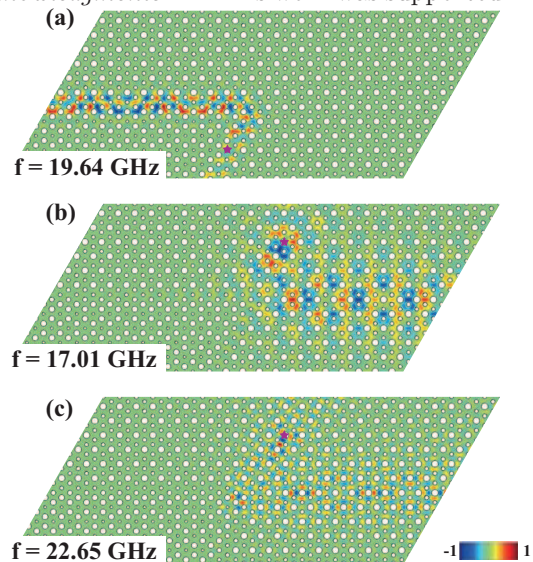 (a)
f = 19.64 GHz
(b)
f = 17.01 GHz
(c)
f = 22.65 GHz
-1 1